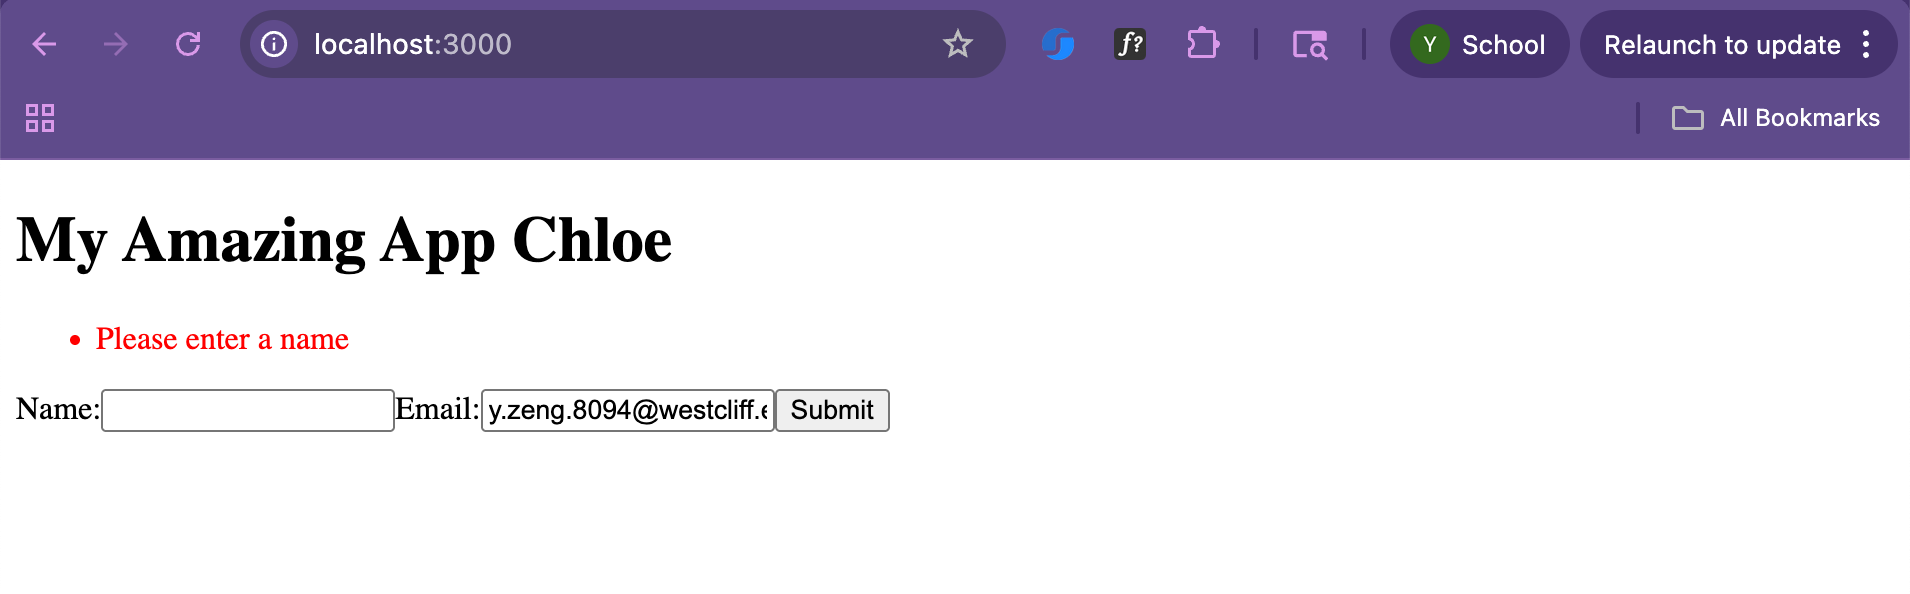 localhost:3000
f?
Y School
Relaunch to update
All Bookmarks
My Amazing App Chloe
• Please enter a name
Name: Email: y.zeng.8094@westcliff.e Submit